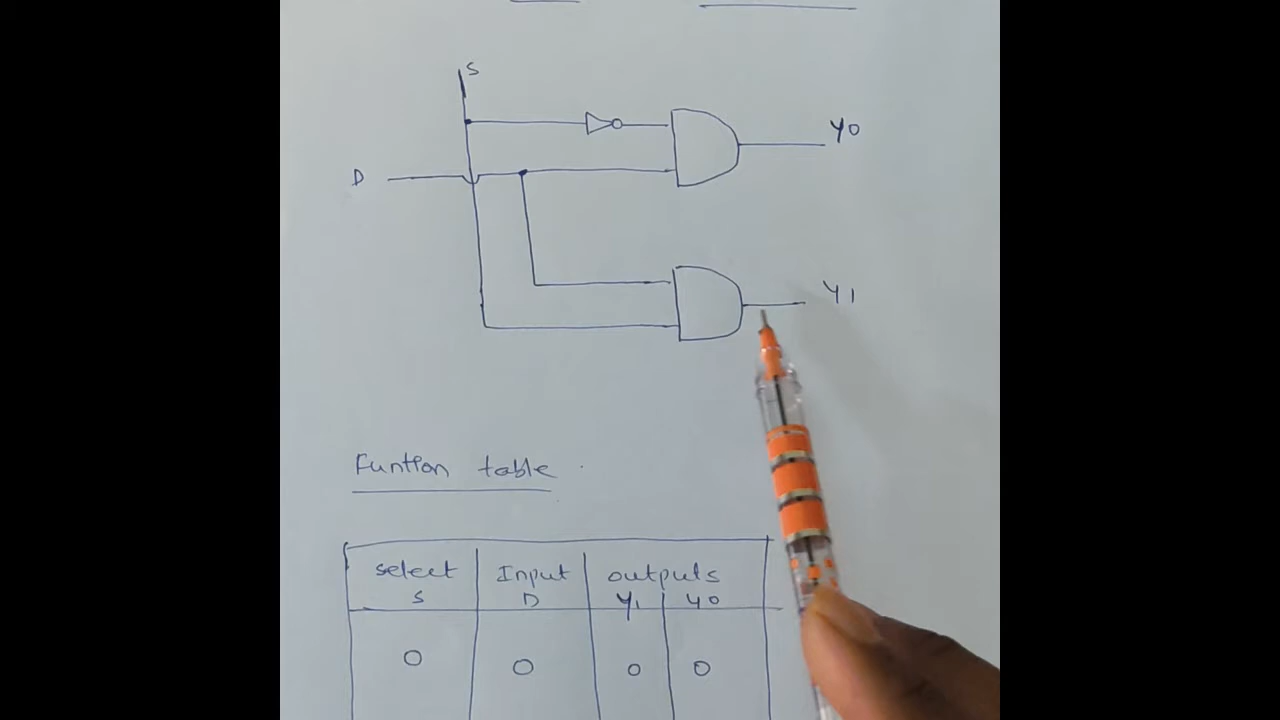 S
Y0
D
Y1
Funtion table
select Input outputs
S D Y1 Y0
0 0 0 0